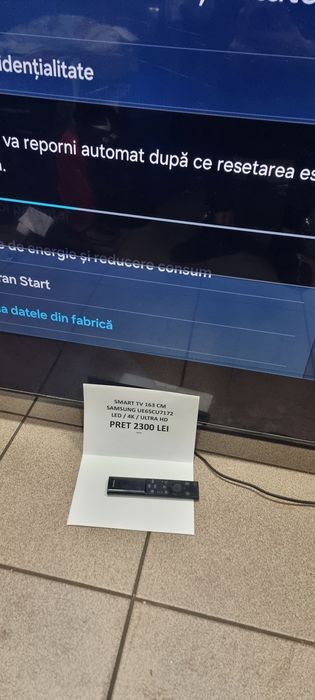 dențialitate
va reporni automat după ce resetarea es
e de energie și reducere consum
ran Start
a datele din fabrică
SMART TV 163 CM
SAMSUNG UE65CU7172
LED / 4K / ULTRA HD
PRET 2300 LEI